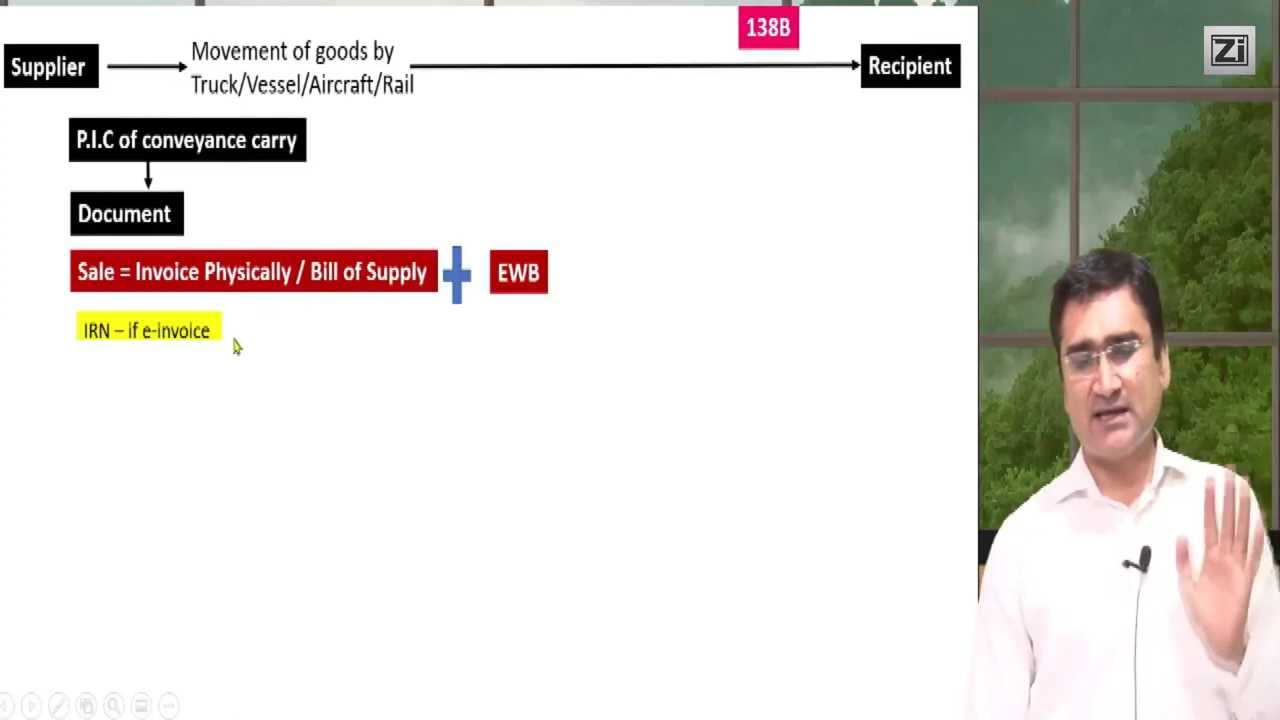 138B
Supplier
Movement of goods by
Truck/Vessel/Aircraft/Rail
Recipient
P.I.C of conveyance carry
Document
Sale = Invoice Physically / Bill of Supply
EWB
IRN – if e-invoice
Zi